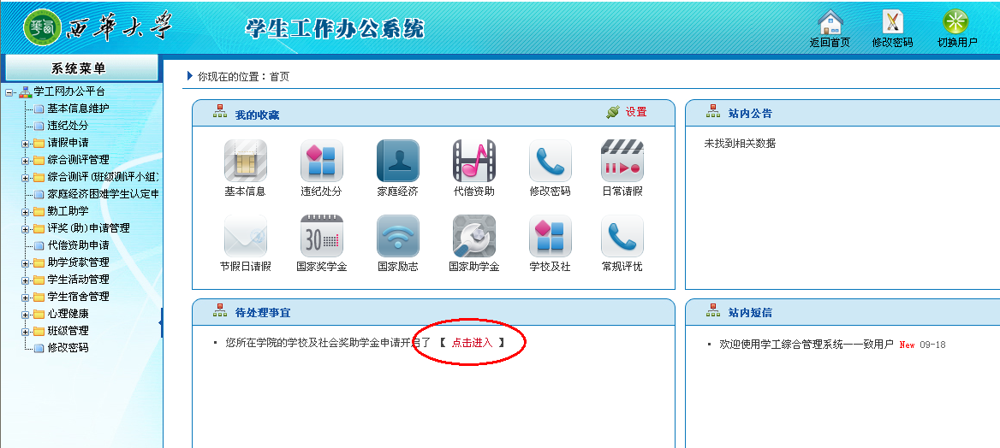 西华大学
学生工作办公系统
返回首页 修改密码 切换用户
系统菜单
学工网办公平台
基本信息维护
违纪处分
请假申请
综合测评管理
综合测评(班级测评小组)
家庭经济困难学生认定申
勤工助学
评奖(助)申请管理
代偿资助申请
助学贷款管理
学生活动管理
学生宿舍管理
心理健康
班级管理
修改密码
你现在的位置：首页
我的收藏 设置
基本信息 违纪处分 家庭经济 代偿资助 修改密码 日常请假
30
节假日请假 国家奖学金 国家励志 国家助学金 学校及社 常规评优
站内公告
未找到相关数据
待处理事宜
您所在学院的学校及社会奖助学金申请开启了 【 点击进入 】
站内短信
欢迎使用学工综合管理系统——致用户 New 09-18